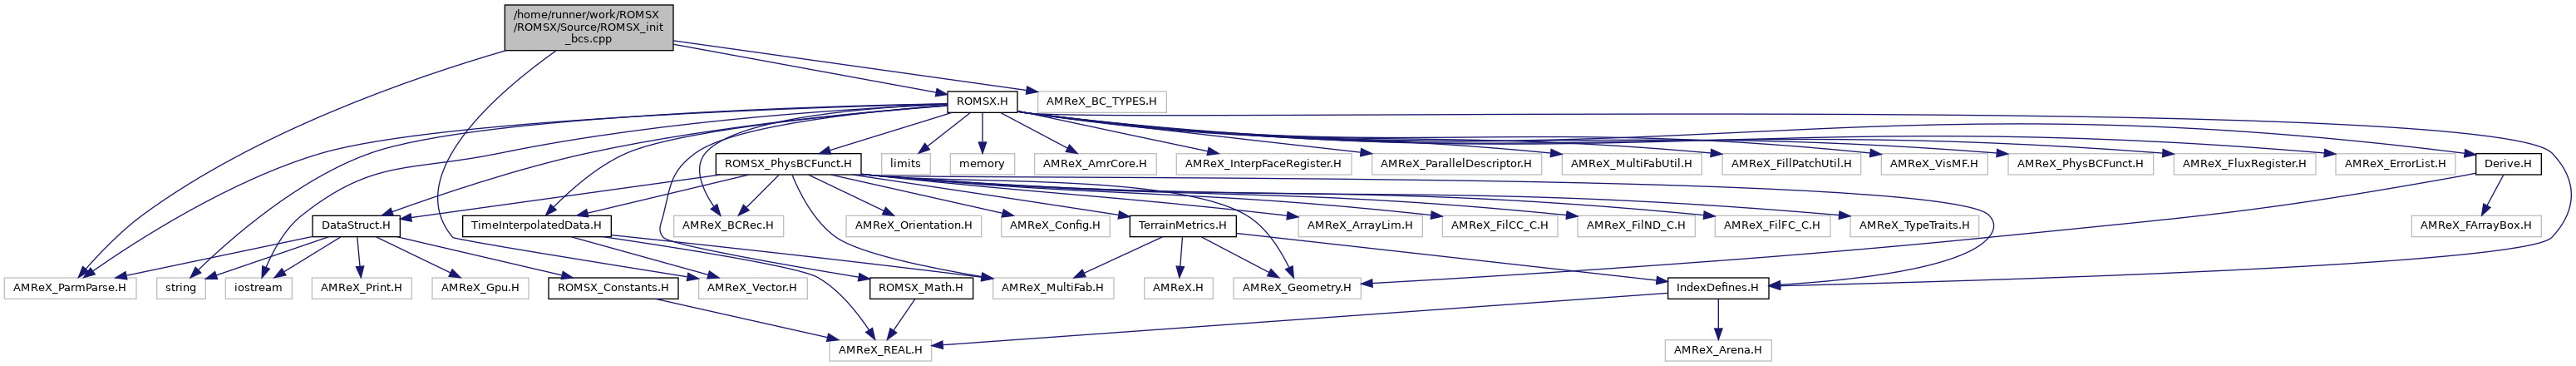 /home/runner/work/ROMSX
/ROMSX/Source/ROMSX_init
_bcs.cpp
ROMSX.H
AMReX_BC_TYPES.H
ROMSX_PhysBCFunct.H
limits
memory
AMReX_AmrCore.H
AMReX_InterpFaceRegister.H
AMReX_ParallelDescriptor.H
AMReX_MultiFabUtil.H
AMReX_FillPatchUtil.H
AMReX_VisMF.H
AMReX_PhysBCFunct.H
AMReX_FluxRegister.H
AMReX_ErrorList.H
Derive.H
DataStruct.H
TimeInterpolatedData.H
AMReX_BCRec.H
AMReX_Orientation.H
AMReX_Config.H
TerrainMetrics.H
AMReX_ArrayLim.H
AMReX_FilCC_C.H
AMReX_FilND_C.H
AMReX_FilFC_C.H
AMReX_TypeTraits.H
AMReX_FArrayBox.H
AMReX_ParmParse.H
string
iostream
AMReX_Print.H
AMReX_Gpu.H
ROMSX_Constants.H
AMReX_Vector.H
ROMSX_Math.H
AMReX_MultiFab.H
AMReX.H
AMReX_Geometry.H
IndexDefines.H
AMReX_REAL.H
AMReX_Arena.H